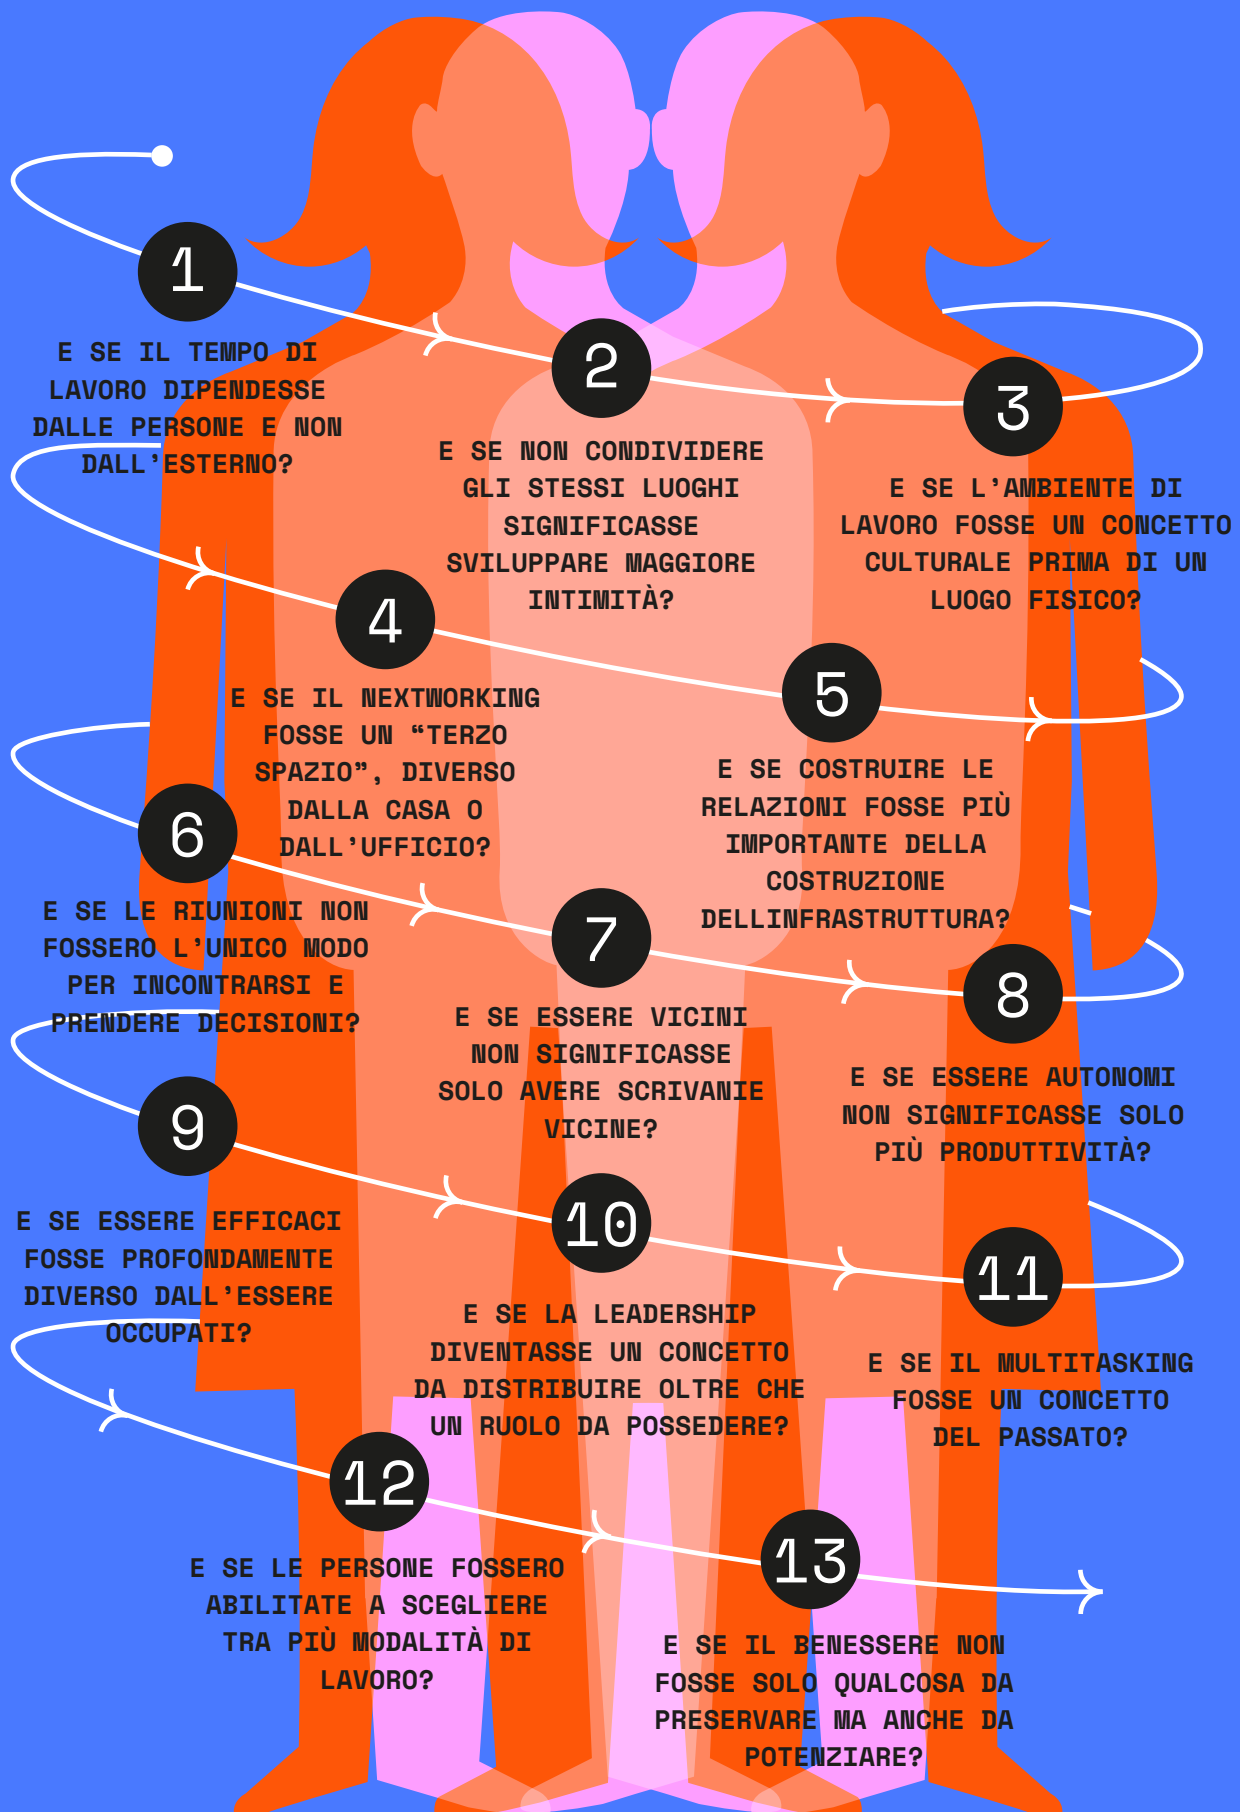 1
E SE IL TEMPO DI
LAVORO DIPENDESSE
DALLE PERSONE E NON
DALL'ESTERNO?
2
E SE NON CONDIVIDERE
GLI STESSI LUOGHI
SIGNIFICASSE
SVILUPPARE MAGGIORE
INTIMITÀ?
3
E SE L'AMBIENTE DI
LAVORO FOSSE UN CONCETTO
CULTURALE PRIMA DI UN
LUOGO FISICO?
4
E SE IL NEXTWORKING
FOSSE UN “TERZO
SPAZIO”, DIVERSO
DALLA CASA O
DALL'UFFICIO?
5
E SE COSTRUIRE LE
RELAZIONI FOSSE PIÙ
IMPORTANTE DELLA
COSTRUZIONE
DELLINFRASTRUTTURA?
6
E SE LE RIUNIONI NON
FOSSERO L'UNICO MODO
PER INCONTRARSI E
PRENDERE DECISIONI?
7
E SE ESSERE VICINI
NON SIGNIFICASSE
SOLO AVERE SCRIVANIE
VICINE?
8
E SE ESSERE AUTONOMI
NON SIGNIFICASSE SOLO
PIÙ PRODUTTIVITÀ?
9
E SE ESSERE EFFICACI
FOSSE PROFONDAMENTE
DIVERSO DALL'ESSERE
OCCUPATI?
10
E SE LA LEADERSHIP
DIVENTASSE UN CONCETTO
DA DISTRIBUIRE OLTRE CHE
UN RUOLO DA POSSEDERE?
11
E SE IL MULTITASKING
FOSSE UN CONCETTO
DEL PASSATO?
12
E SE LE PERSONE FOSSERO
ABILITATE A SCEGLIERE
TRA PIÙ MODALITÀ DI
LAVORO?
13
E SE IL BENESSERE NON
FOSSE SOLO QUALCOSA DA
PRESERVARE MA ANCHE DA
POTENZIARE?